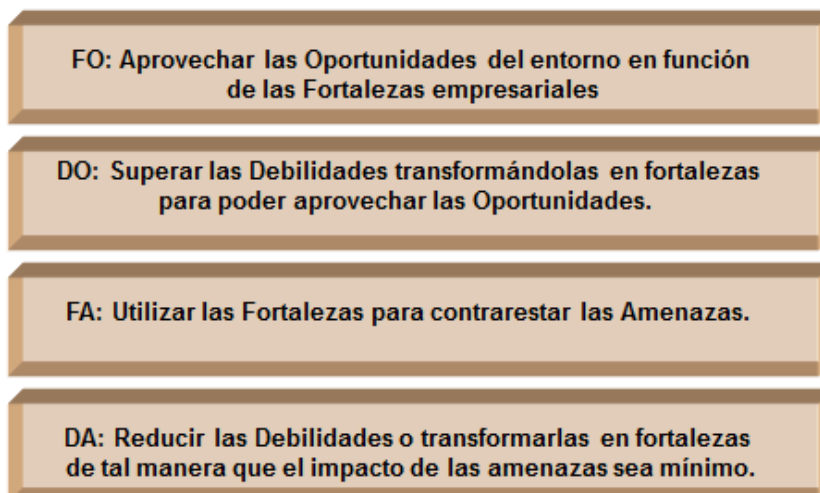 FO: Aprovechar las Oportunidades del entorno en función
de las Fortalezas empresariales
DO: Superar las Debilidades transformándolas en fortalezas
para poder aprovechar las Oportunidades.
FA: Utilizar las Fortalezas para contrarestar las Amenazas.
DA: Reducir las Debilidades o transformarlas en fortalezas
de tal manera que el impacto de las amenazas sea mínimo.